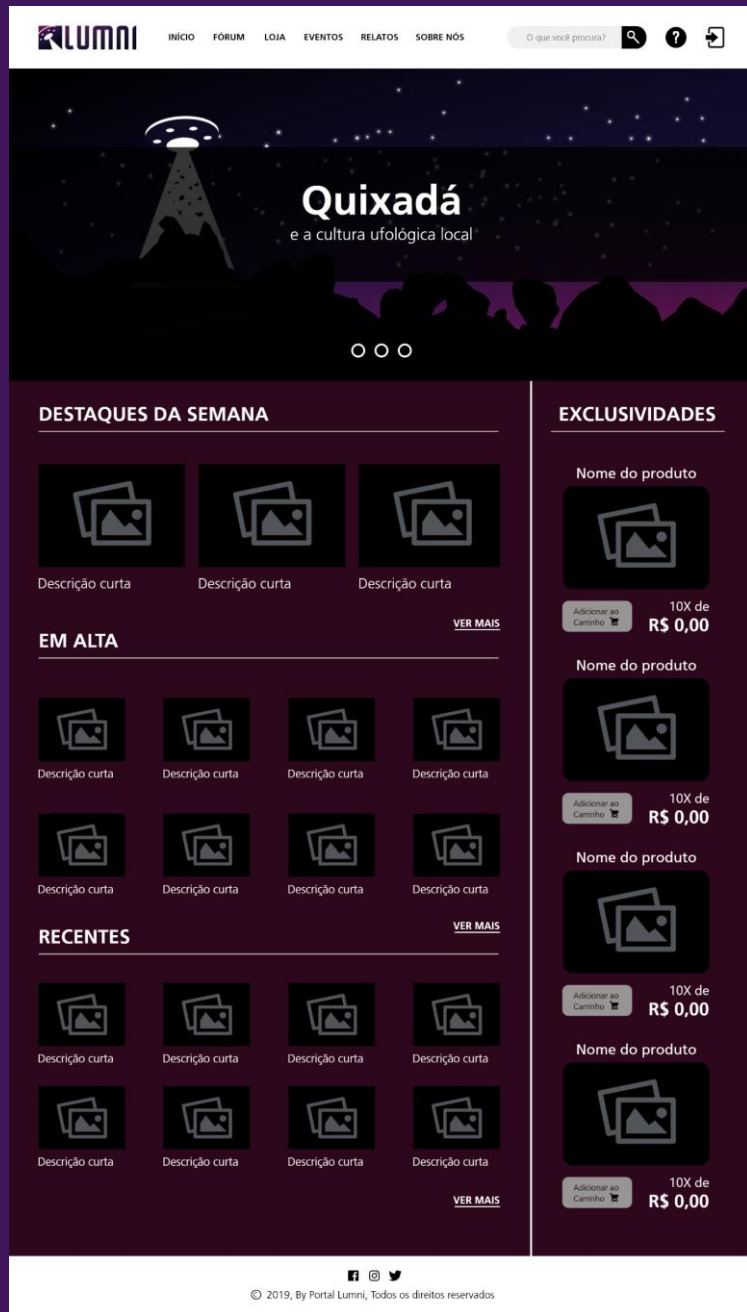 LUMNI
INÍCIO FÓRUM LOJA EVENTOS RELATOS SOBRE NÓS
O que você procura?
?
Quixadá
e a cultura ufológica local
DESTAQUES DA SEMANA
Descrição curta Descrição curta Descrição curta
VER MAIS
EM ALTA
Descrição curta Descrição curta Descrição curta Descrição curta
Descrição curta Descrição curta Descrição curta Descrição curta
VER MAIS
RECENTES
Descrição curta Descrição curta Descrição curta Descrição curta
Descrição curta Descrição curta Descrição curta Descrição curta
VER MAIS
EXCLUSIVIDADES
Nome do produto
Adicionar ao
Carrinho
10X de
R$ 0,00
Nome do produto
Adicionar ao
Carrinho
10X de
R$ 0,00
Nome do produto
Adicionar ao
Carrinho
10X de
R$ 0,00
Nome do produto
Adicionar ao
Carrinho
10X de
R$ 0,00
© 2019, By Portal Lumni, Todos os direitos reservados